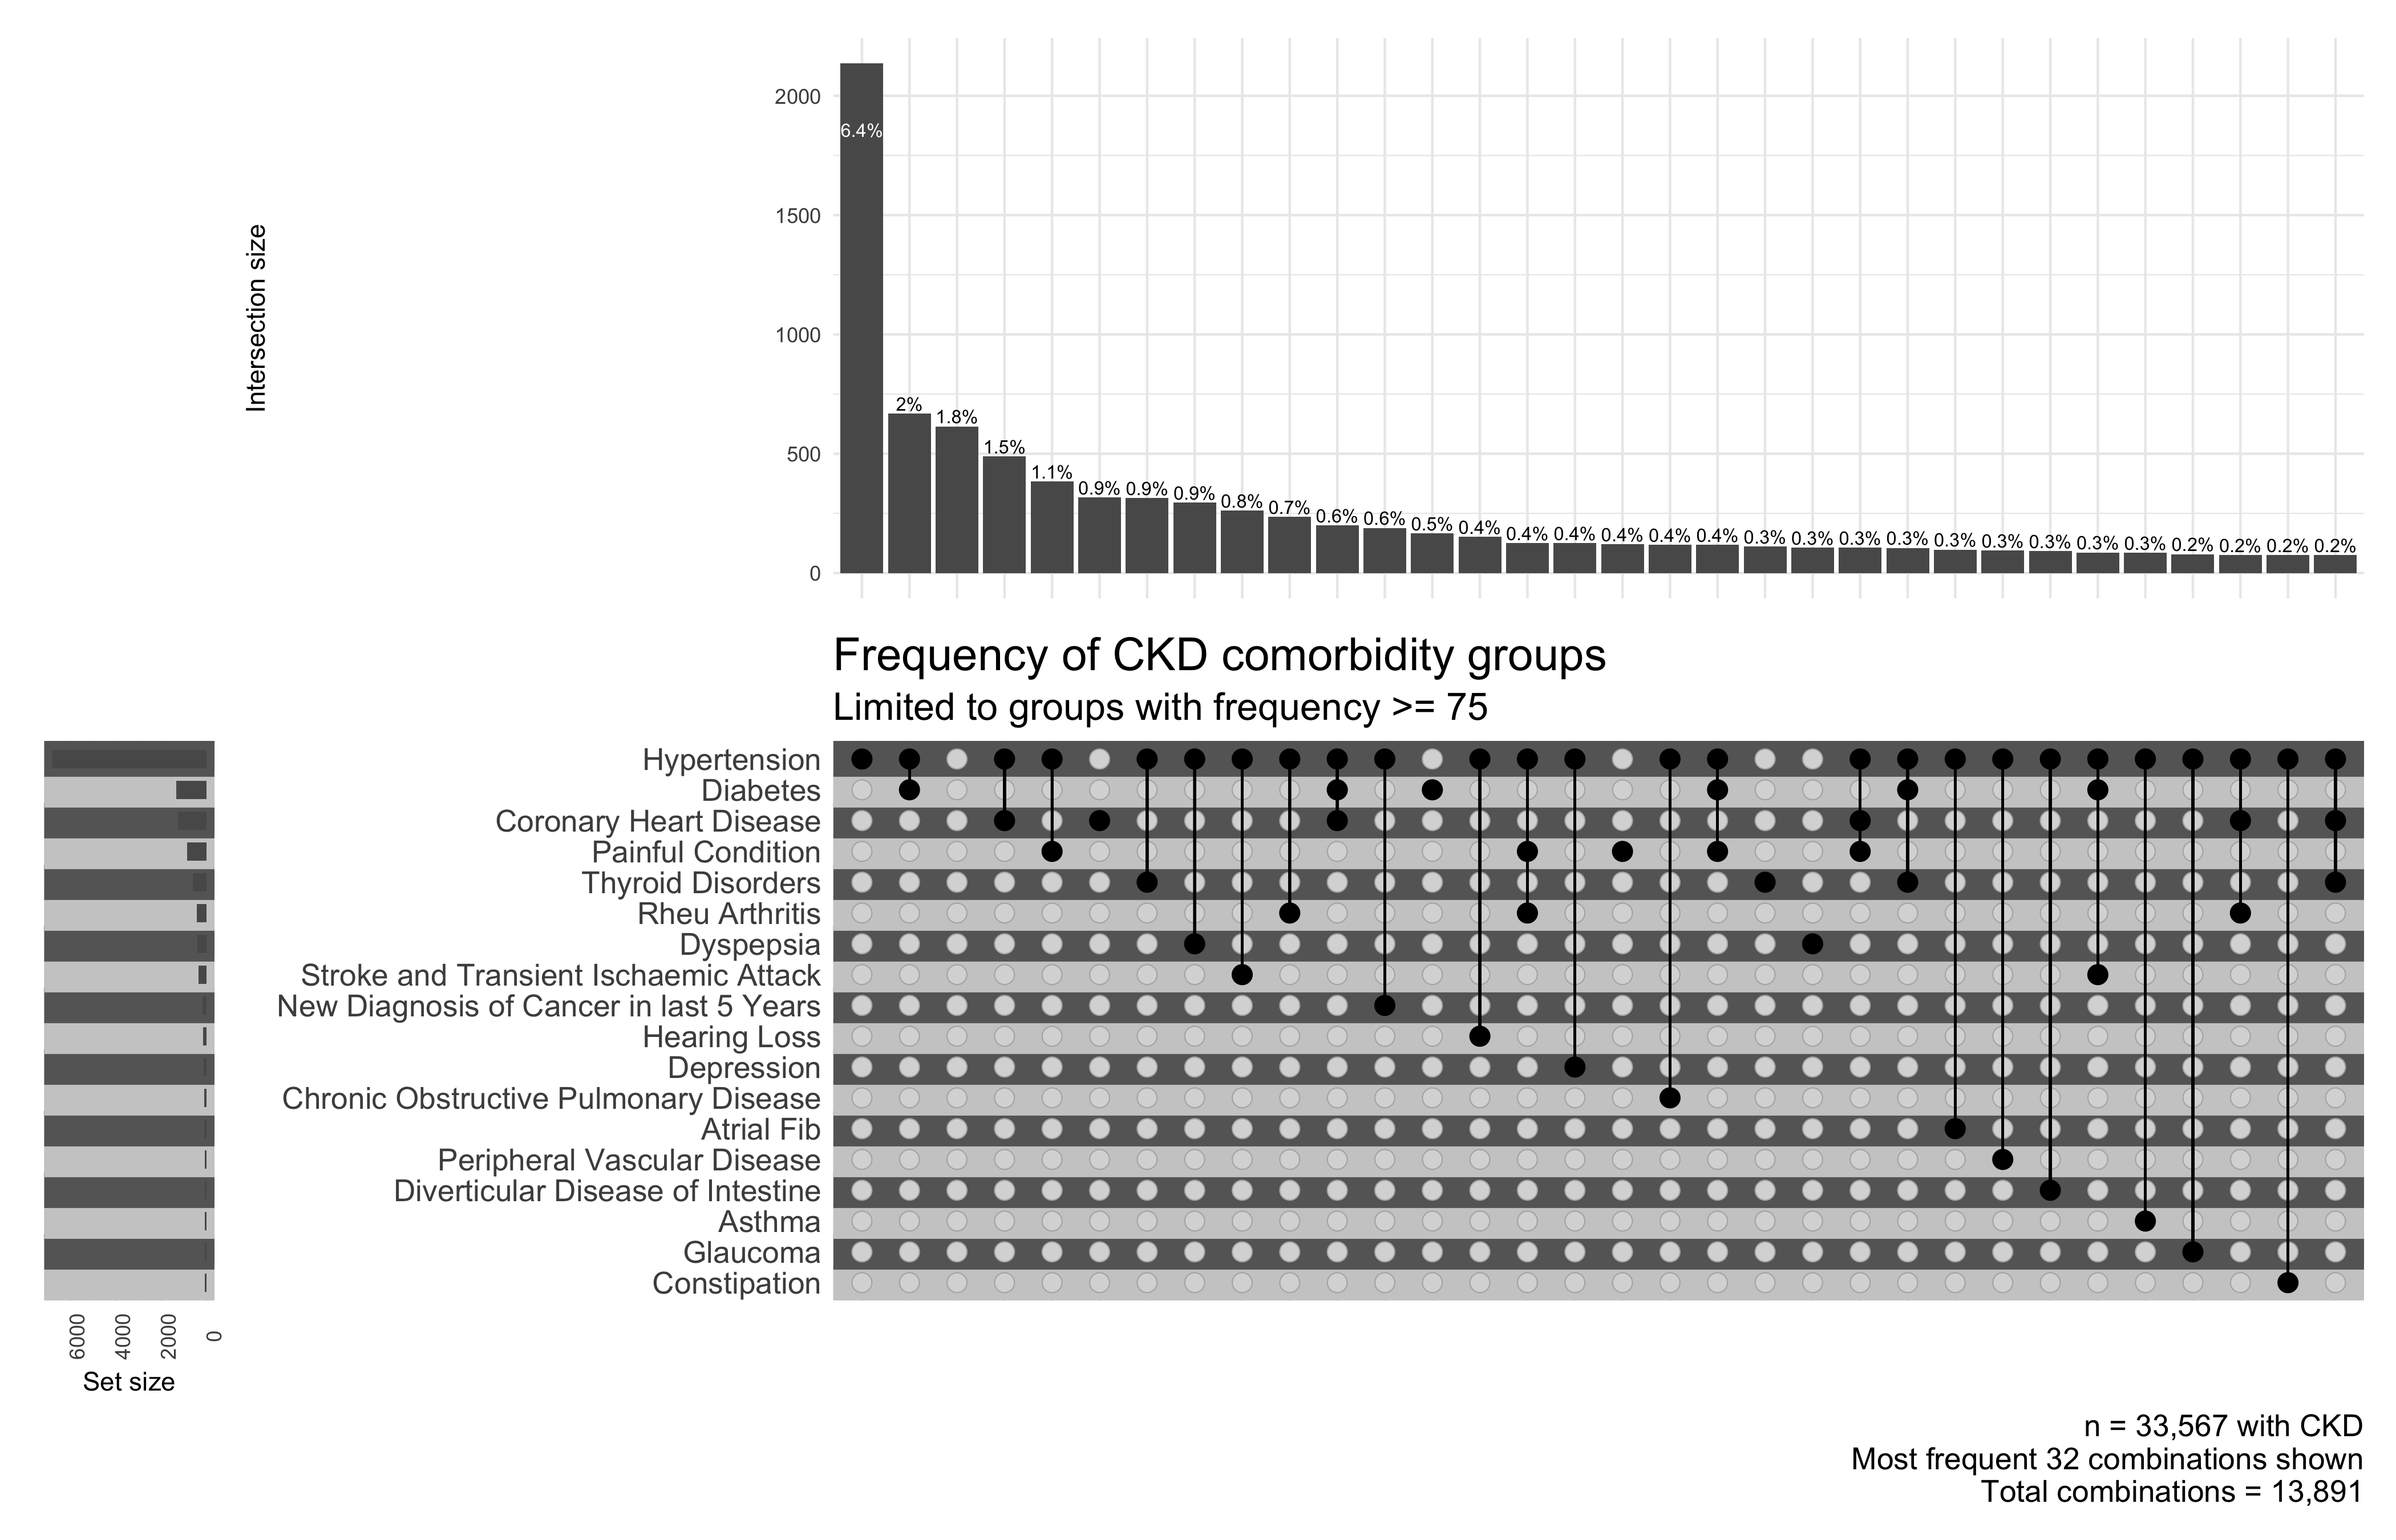 2000
1500
1000
500
0
Intersection size
6.4%
2%
1.8%
1.5%
1.1%
0.9%
0.9%
0.9%
0.8%
0.7%
0.6%
0.6%
0.5%
0.4%
0.4%
0.4%
0.4%
0.4%
0.4%
0.3%
0.3%
0.3%
0.3%
0.3%
0.3%
0.3%
0.3%
0.3%
0.2%
0.2%
0.2%
0.2%
Frequency of CKD comorbidity groups
Limited to groups with frequency >= 75
Hypertension
Diabetes
Coronary Heart Disease
Painful Condition
Thyroid Disorders
Rheu Arthritis
Dyspepsia
Stroke and Transient Ischaemic Attack
New Diagnosis of Cancer in last 5 Years
Hearing Loss
Depression
Chronic Obstructive Pulmonary Disease
Atrial Fib
Peripheral Vascular Disease
Diverticular Disease of Intestine
Asthma
Glaucoma
Constipation
6000
4000
2000
0
Set size
n = 33,567 with CKD
Most frequent 32 combinations shown
Total combinations = 13,891